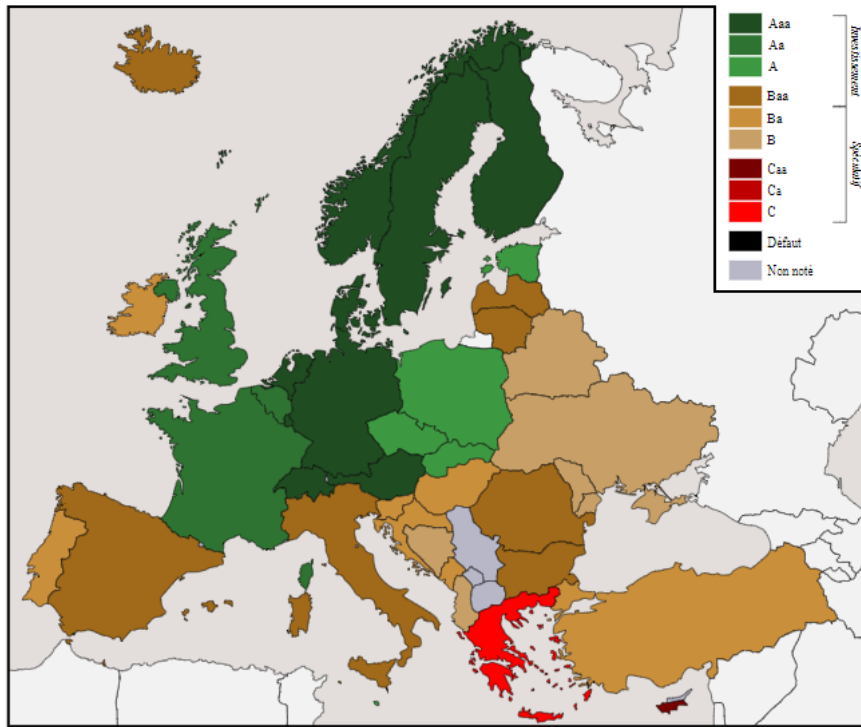 Aaa
Aa
A
Baa
Ba
B
Caa
Ca
C
Défaut
Non noté
Investissement
Spéculatif